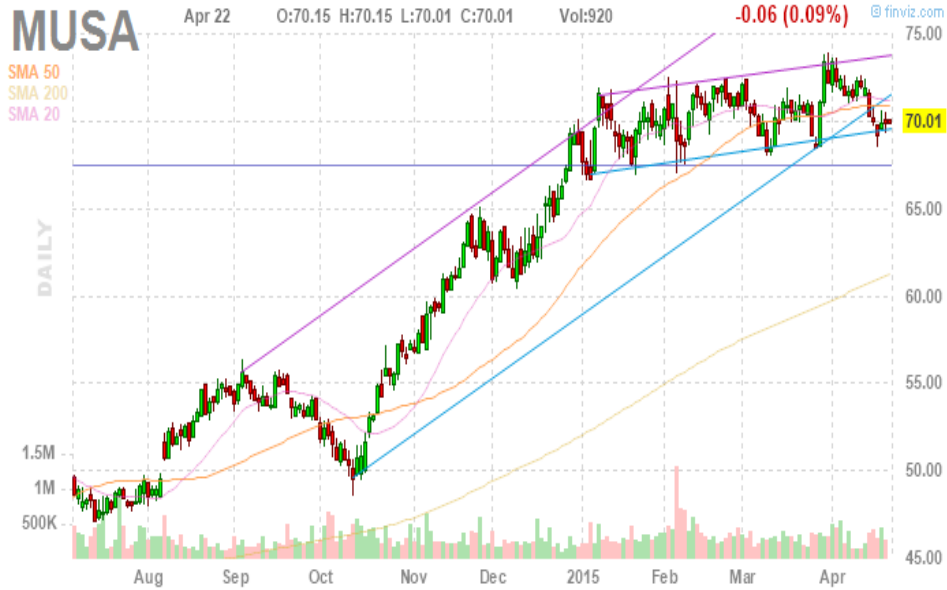 MUSA Apr 22 O:70.15 H:70.15 L:70.01 C:70.01 Vol:920 -0.06 (0.09%) © finviz.com
SMA 50
SMA 200
SMA 20
DAILY
75.00
70.01
65.00
60.00
55.00
50.00
45.00
1.5M
1M
500K
Aug Sep Oct Nov Dec 2015 Feb Mar Apr